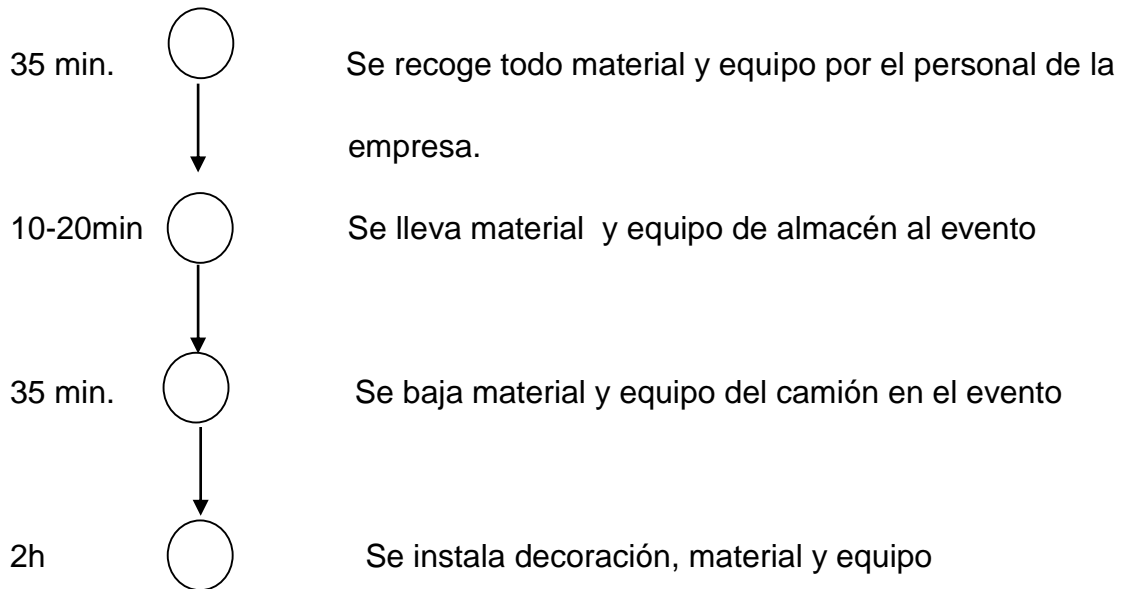 35 min. Se recoge todo material y equipo por el personal de la
empresa.
10-20min Se lleva material y equipo de almacén al evento
35 min. Se baja material y equipo del camión en el evento
2h Se instala decoración, material y equipo